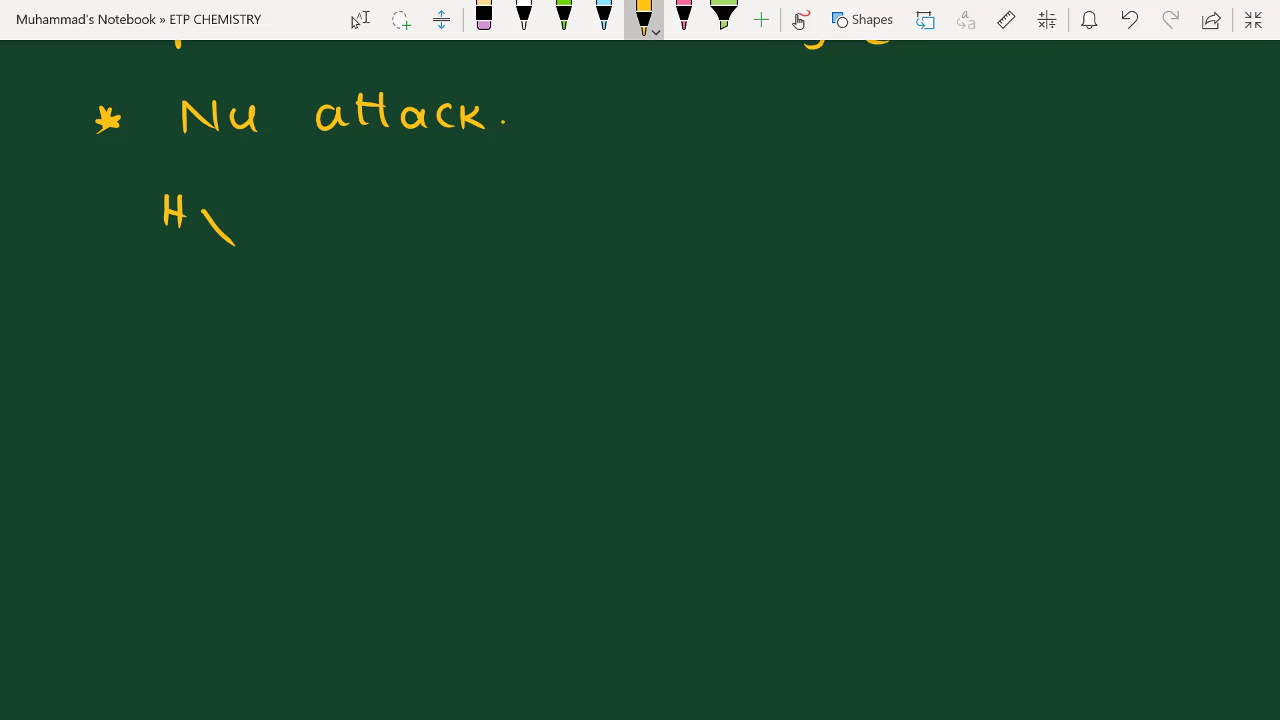 Muhammad's Notebook » ETP CHEMISTRY
Shapes
* Nu attack.
H \